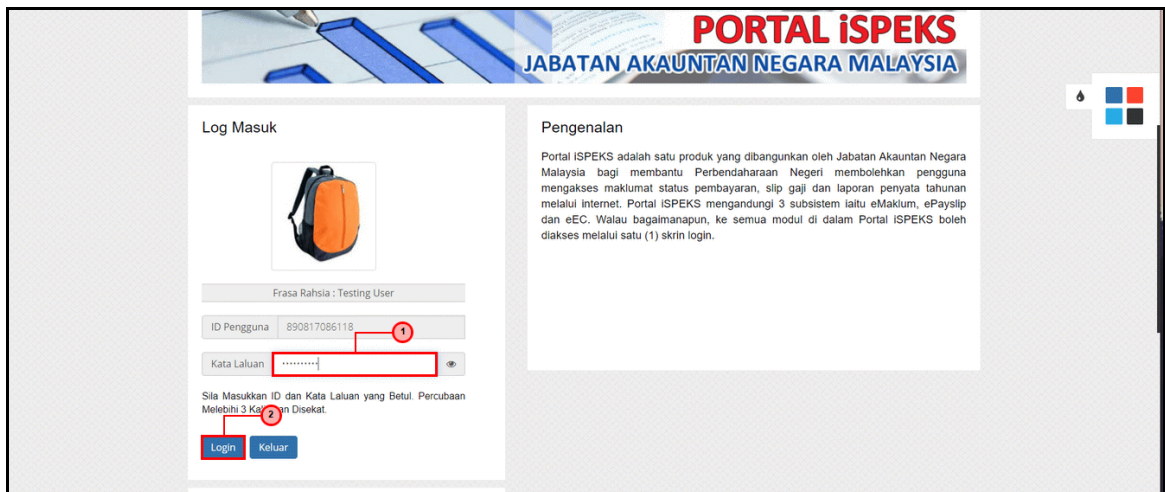 PORTAL iSPEKS
JABATAN AKAUNTAN NEGARA MALAYSIA
Log Masuk
Frasa Rahsia : Testing User
ID Pengguna 890817086118
1
Kata Laluan ··········
Sila Masukkan ID dan Kata Laluan yang Betul. Percubaan
Melebihi 3 Disekat.
2
Login Keluar
Pengenalan
Portal iSPEKS adalah satu produk yang dibangunkan oleh Jabatan Akauntan Negara
Malaysia bagi membantu Perbendaharaan Negeri membolehkan pengguna
mengakses maklumat status pembayaran, slip gaji dan laporan penyata tahunan
melalui internet. Portal iSPEKS mengandungi 3 subsistem iaitu eMaklum, ePayslip
dan eEC. Walau bagaimanapun, ke semua modul di dalam Portal iSPEKS boleh
diakses melalui satu (1) skrin login.